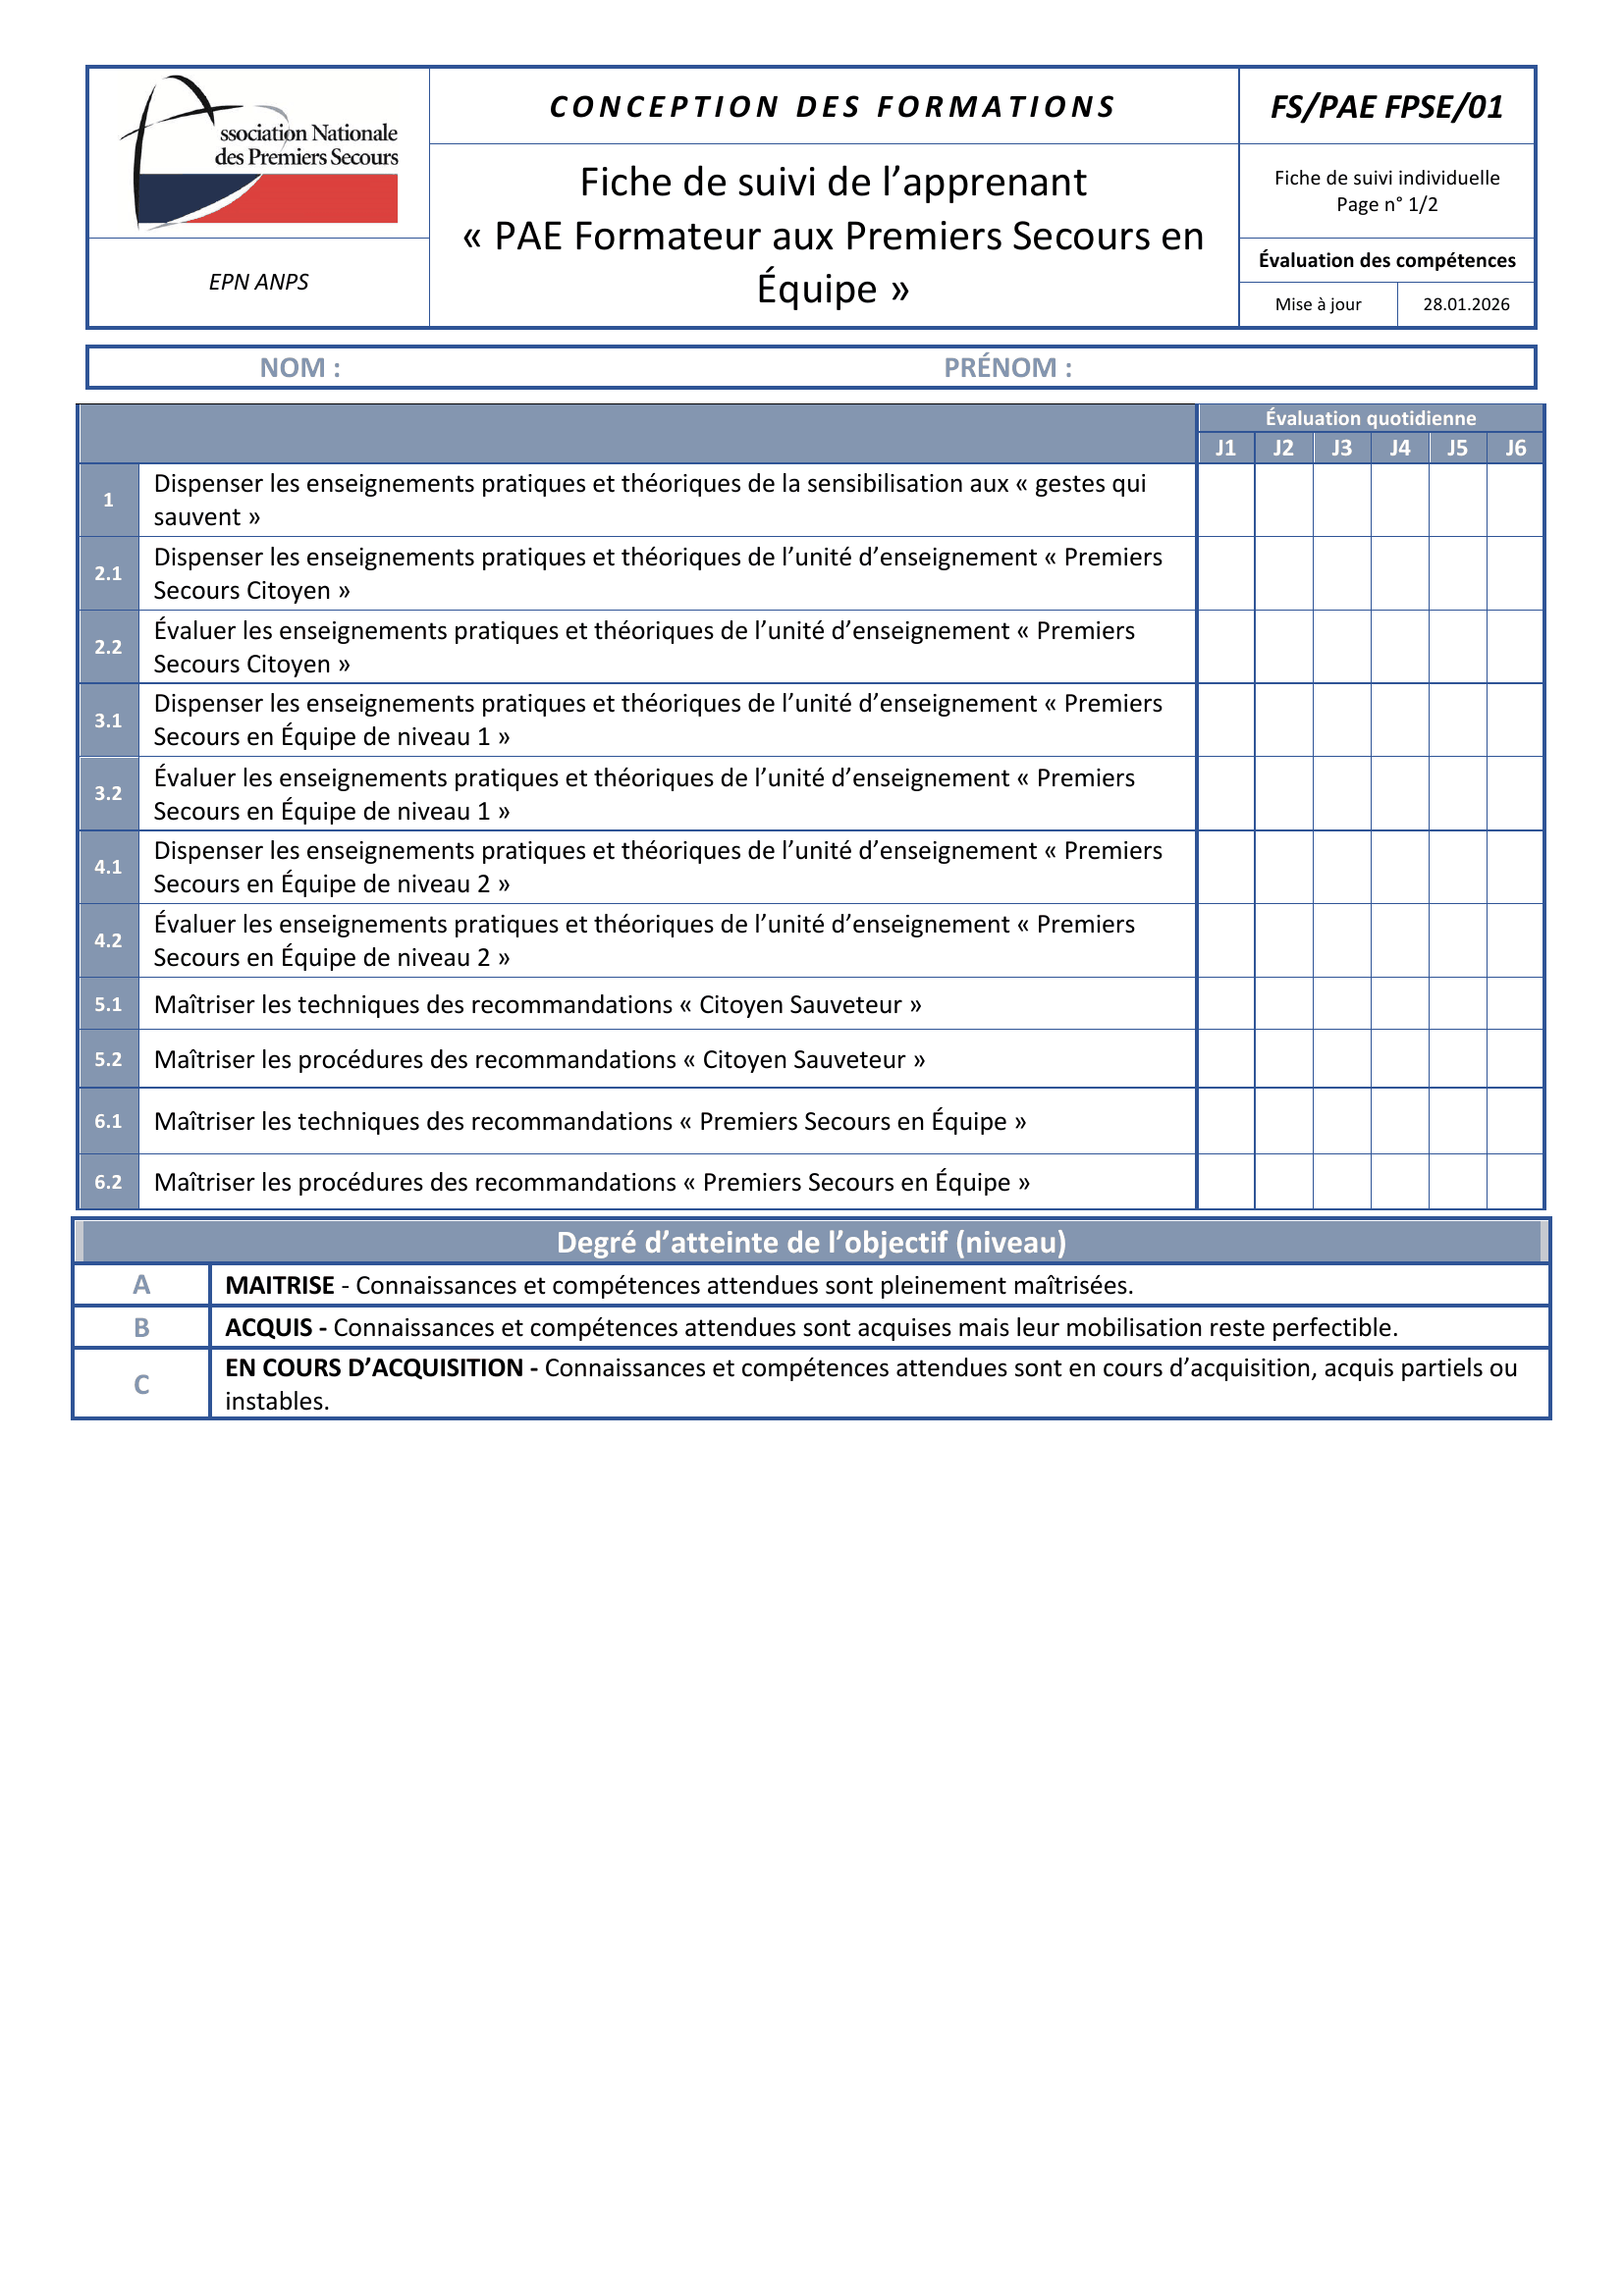 ssociation Nationale
des Premiers Secours
EPN ANPS
CONCEPTION DES FORMATIONS
Fiche de suivi de l’apprenant
« PAE Formateur aux Premiers Secours en
Équipe »
FS/PAE FPSE/01
Fiche de suivi individuelle
Page n° 1/2
Évaluation des compétences
Mise à jour 28.01.2026
NOM : PRÉNOM :
Évaluation quotidienne
J1 J2 J3 J4 J5 J6
1 Dispenser les enseignements pratiques et théoriques de la sensibilisation aux « gestes qui
sauvent »
2.1 Dispenser les enseignements pratiques et théoriques de l’unité d’enseignement « Premiers
Secours Citoyen »
2.2 Évaluer les enseignements pratiques et théoriques de l’unité d’enseignement « Premiers
Secours Citoyen »
3.1 Dispenser les enseignements pratiques et théoriques de l’unité d’enseignement « Premiers
Secours en Équipe de niveau 1 »
3.2 Évaluer les enseignements pratiques et théoriques de l’unité d’enseignement « Premiers
Secours en Équipe de niveau 1 »
4.1 Dispenser les enseignements pratiques et théoriques de l’unité d’enseignement « Premiers
Secours en Équipe de niveau 2 »
4.2 Évaluer les enseignements pratiques et théoriques de l’unité d’enseignement « Premiers
Secours en Équipe de niveau 2 »
5.1 Maîtriser les techniques des recommandations « Citoyen Sauveteur »
5.2 Maîtriser les procédures des recommandations « Citoyen Sauveteur »
6.1 Maîtriser les techniques des recommandations « Premiers Secours en Équipe »
6.2 Maîtriser les procédures des recommandations « Premiers Secours en Équipe »
Degré d’atteinte de l’objectif (niveau)
A MAITRISE - Connaissances et compétences attendues sont pleinement maîtrisées.
B ACQUIS - Connaissances et compétences attendues sont acquises mais leur mobilisation reste perfectible.
C EN COURS D’ACQUISITION - Connaissances et compétences attendues sont en cours d’acquisition, acquis partiels ou
instables.